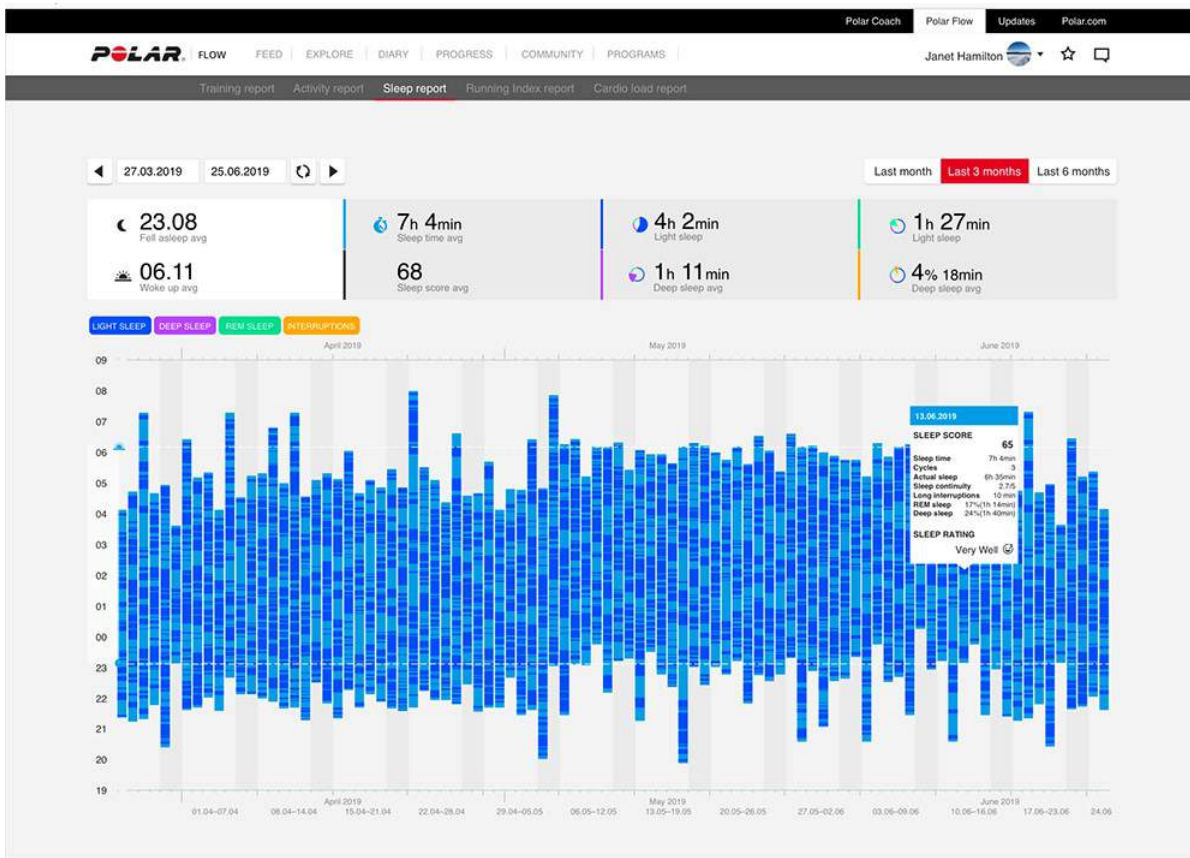 Polar Coach Polar Flow Updates Polar.com
POLAR. FLOW FEED EXPLORE DIARY PROGRESS COMMUNITY PROGRAMS Janet Hamilton
Training report Activity report Sleep report Running Index report Cardio load report
27.03.2019 25.06.2019 Last month Last 3 months Last 6 months
23.08 7h 4min 4h 2min 1h 27min
Fell asleep avg Sleep time avg Light sleep Light sleep
06.11 68 1h 11min 4% 18min
Woke up avg Sleep score avg Deep sleep avg Deep sleep avg
LIGHT SLEEP DEEP SLEEP REM SLEEP INTERRUPTIONS
April 2019 May 2019 June 2019
09
08
07
06
05
04
03
02
01
00
23
22
21
20
19
13.06.2019
SLEEP SCORE
65
Sleep time 7h 4min
Cycles 3
Actual sleep 6h 35min
Sleep continuity 2.7/5
Long interruptions 10 min
REM sleep 17%(1h 14min)
Deep sleep 24%(1h 40min)
SLEEP RATING
Very Well
April 2019 May 2019 June 2019
01.04–07.04 08.04–14.04 15.04–21.04 22.04–28.04 29.04–05.05 06.05–12.05 13.05–19.05 20.05–26.05 27.05–02.06 03.06–09.06 10.06–16.06 17.06–23.06 24.06